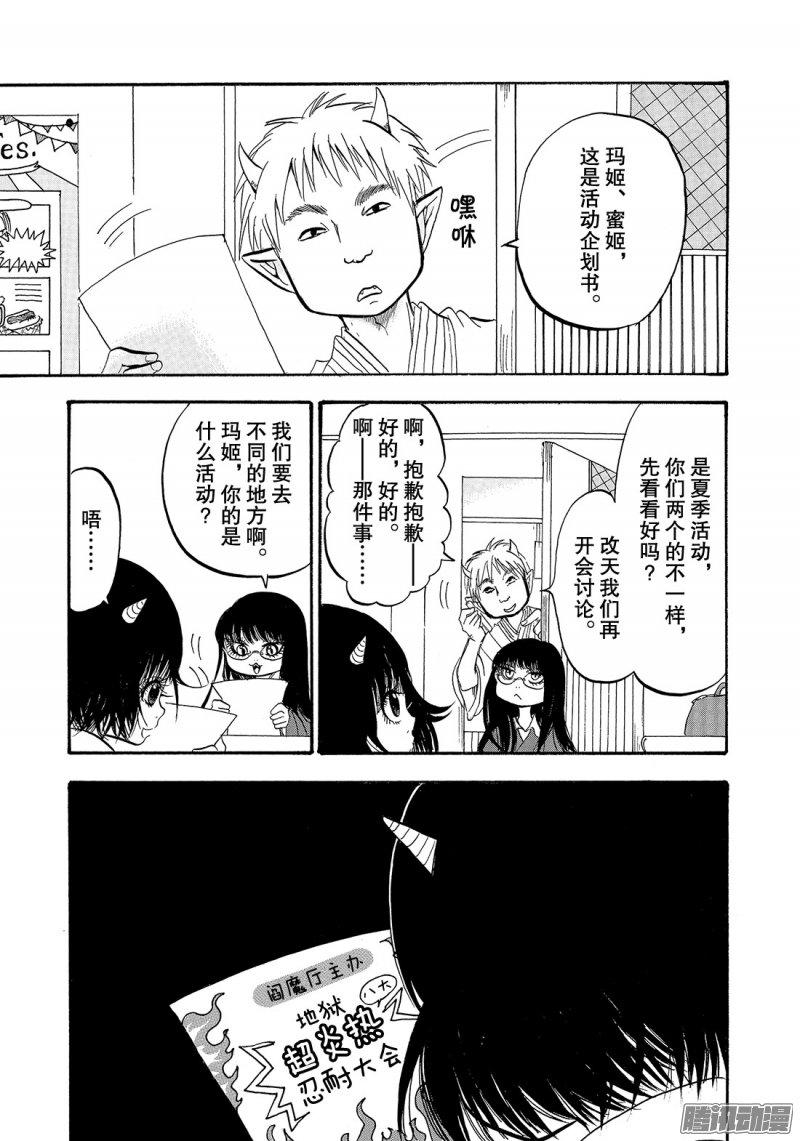 玛姬、蜜姬，
这是活动企划书。
嘿
咻
es.
是夏季活动，
你们两个的不一样，
先看看好吗？
改天我们再
开会讨论。
啊，抱歉抱歉——
好的，好的。
啊——那件事……
我们要去
不同的地方啊。
玛姬，你的是
什么活动？
唔……
阎魔厅主办
八大
地狱
超炎热
忍耐大会
腾讯动漫